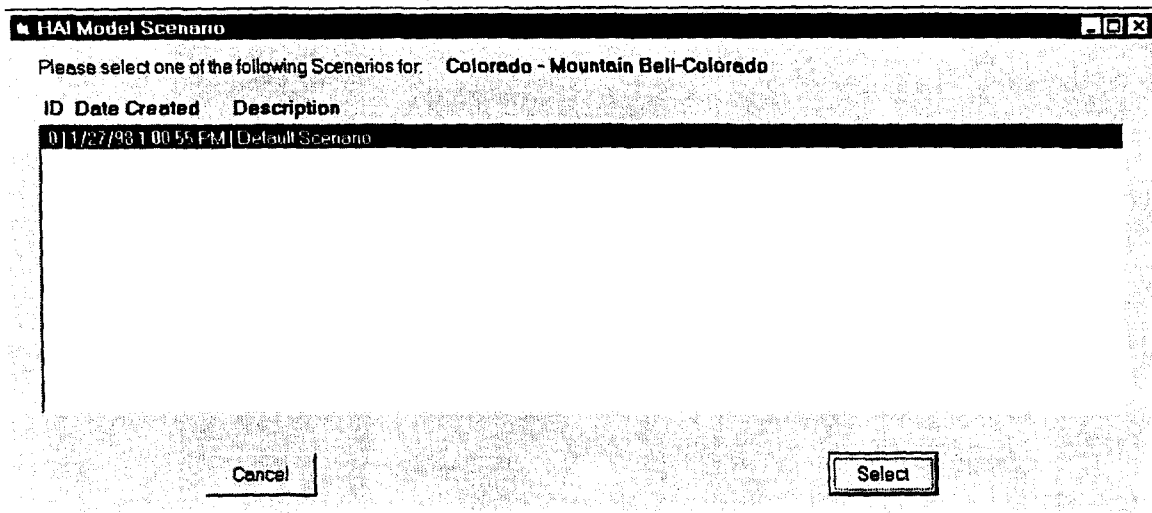 HAI Model Scenario
Please select one of the following Scenarios for: Colorado - Mountain Bell-Colorado
ID Date Created Description
0 | 1/27/98 1:00:55 PM | Default Scenario
Cancel Select